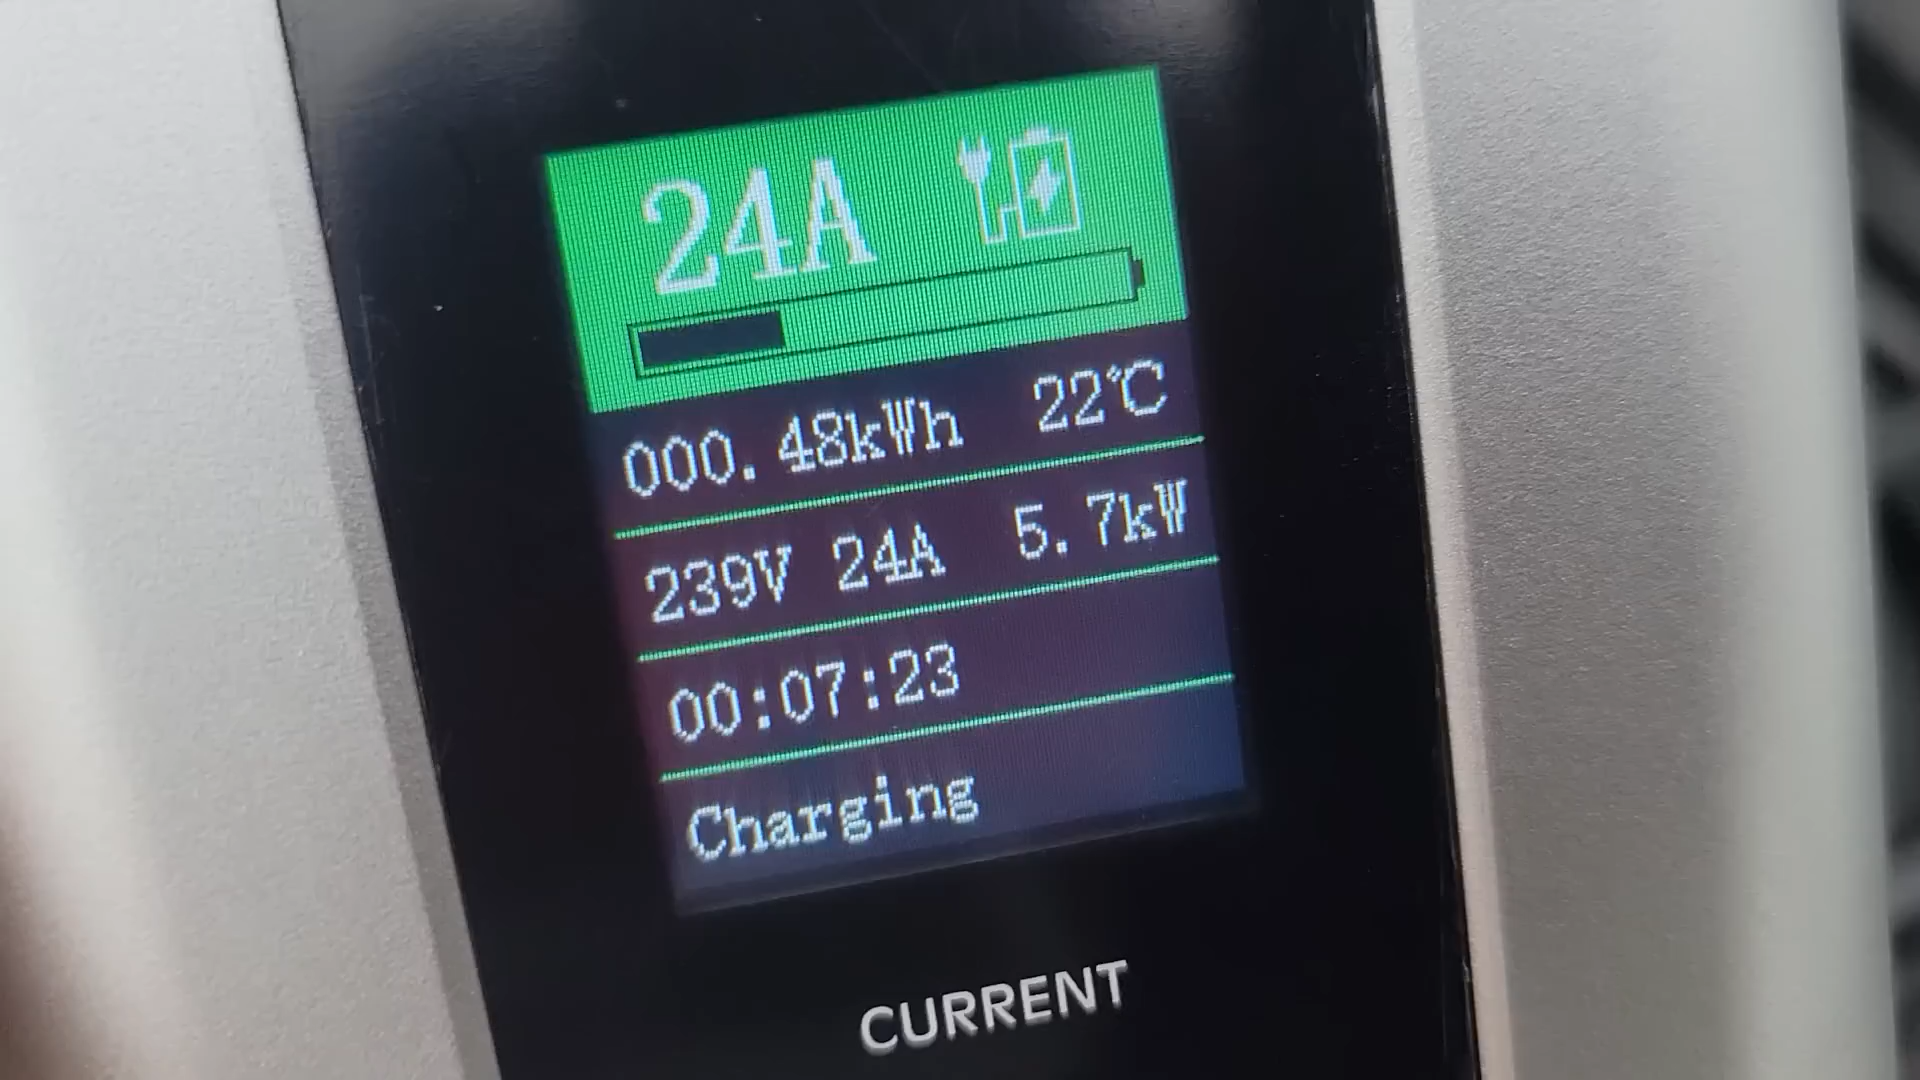 24A
000.48kWh 22℃
239V 24A 5.7kW
00:07:23
Charging
CURRENT